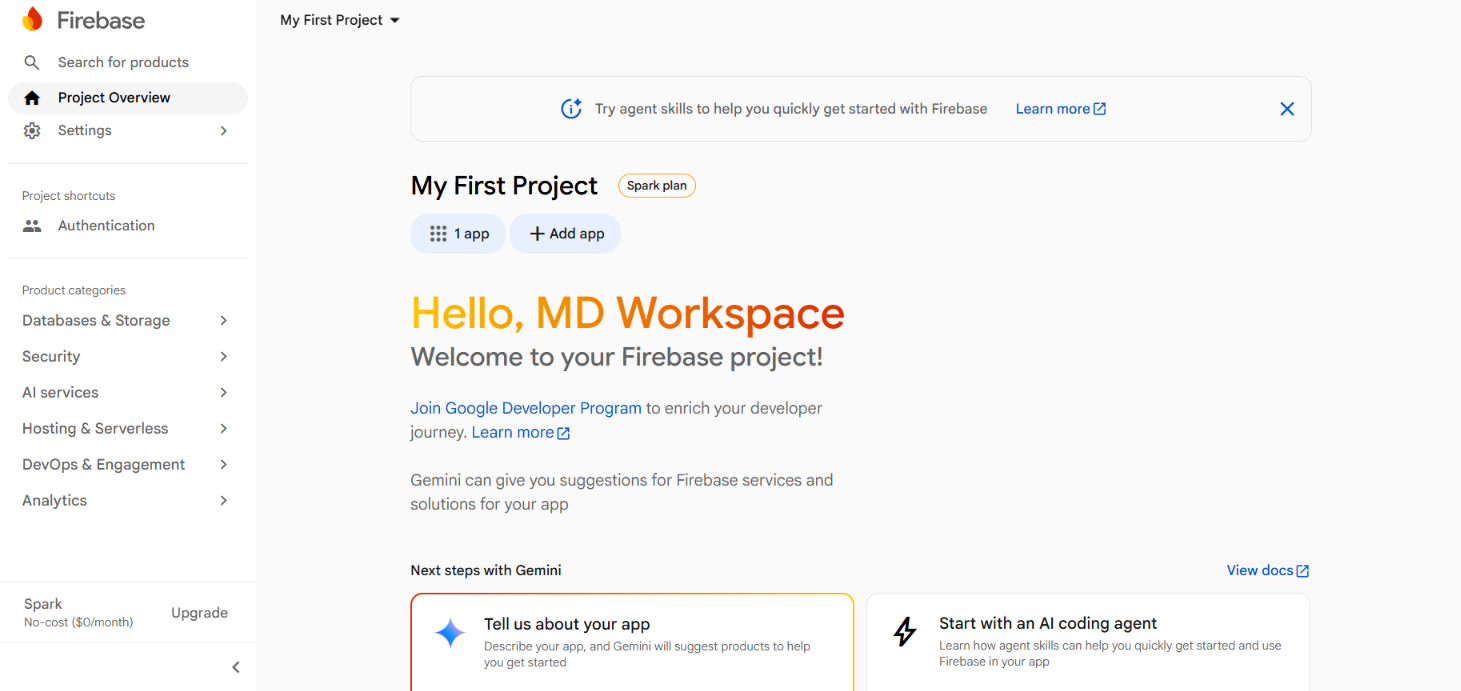 Firebase
Search for products
Project Overview
Settings
Project shortcuts
Authentication
Product categories
Databases & Storage
Security
AI services
Hosting & Serverless
DevOps & Engagement
Analytics
Spark
No-cost ($0/month)
Upgrade
My First Project
Try agent skills to help you quickly get started with Firebase Learn more
My First Project Spark plan
1 app Add app
Hello, MD Workspace
Welcome to your Firebase project!
Join Google Developer Program to enrich your developer
journey. Learn more
Gemini can give you suggestions for Firebase services and
solutions for your app
Next steps with Gemini View docs
Tell us about your app
Describe your app, and Gemini will suggest products to help
you get started
Start with an AI coding agent
Learn how agent skills can help you quickly get started and use
Firebase in your app